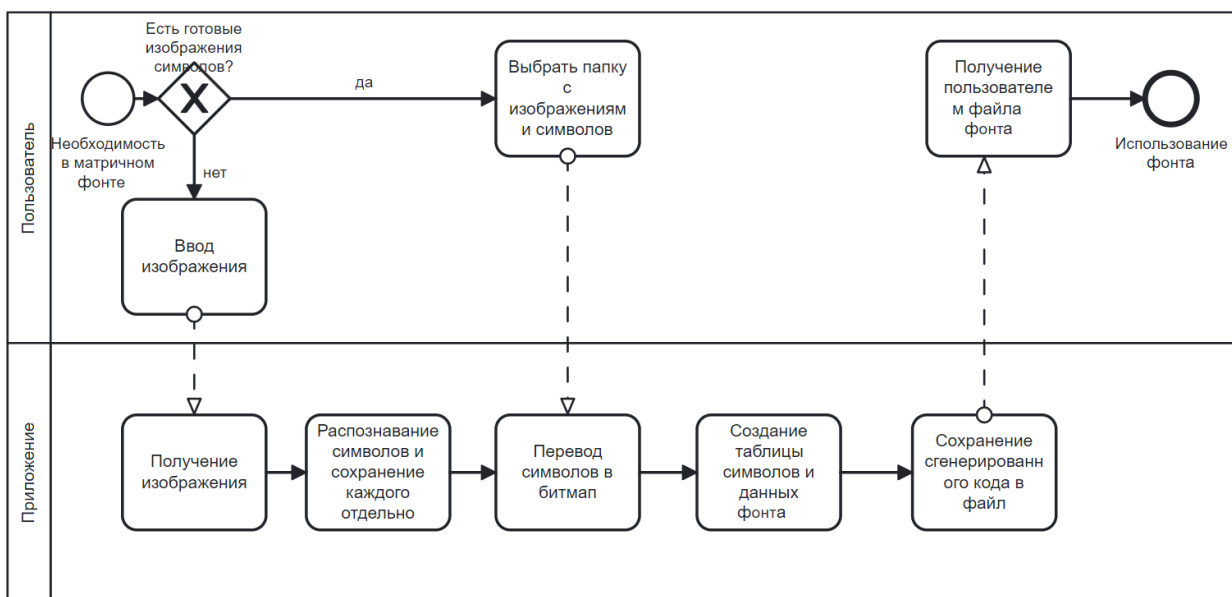 Пользователь
Есть готовые
изображения
символов?
да
нет
Необходимость
в матричном
фонте
Ввод
изображения
Выбрать папку
с
изображениям
и символов
Получение
пользователе
м файла
фонта
Использование
фонта
Приложение
Получение
изображения
Распознавание
символов и
сохранение
каждого
отдельно
Перевод
символов в
битмап
Создание
таблицы
символов и
данных
фонта
Сохранение
сгенерированн
ого кода в
файл